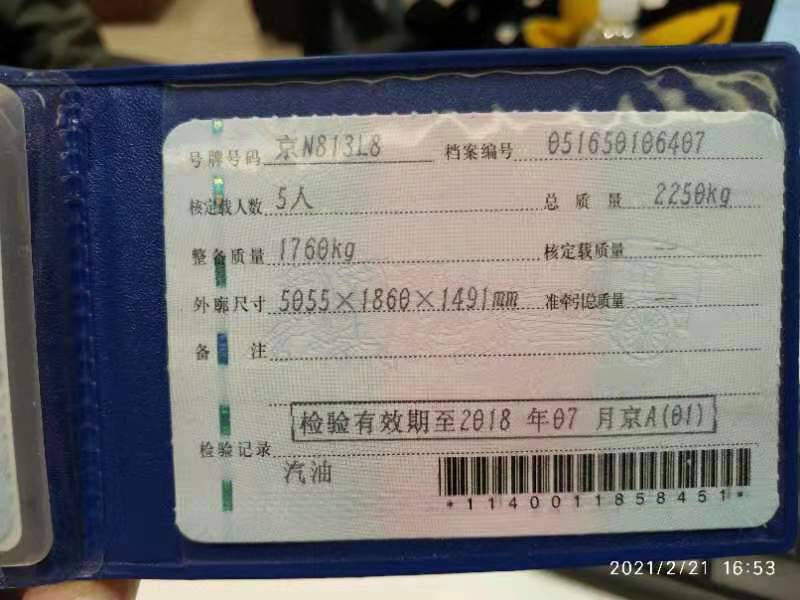 号牌号码 京N813L8 档案编号 051650106407
核定载人数 5人 总质量 2250kg
整备质量 1760kg 核定载质量 --
外廓尺寸 5055×1860×1491mm 准牵引总质量 --
备注
检验有效期至2018年07月京A(01)
检验记录
汽油
*1140011858451*
2021/2/21 16:53